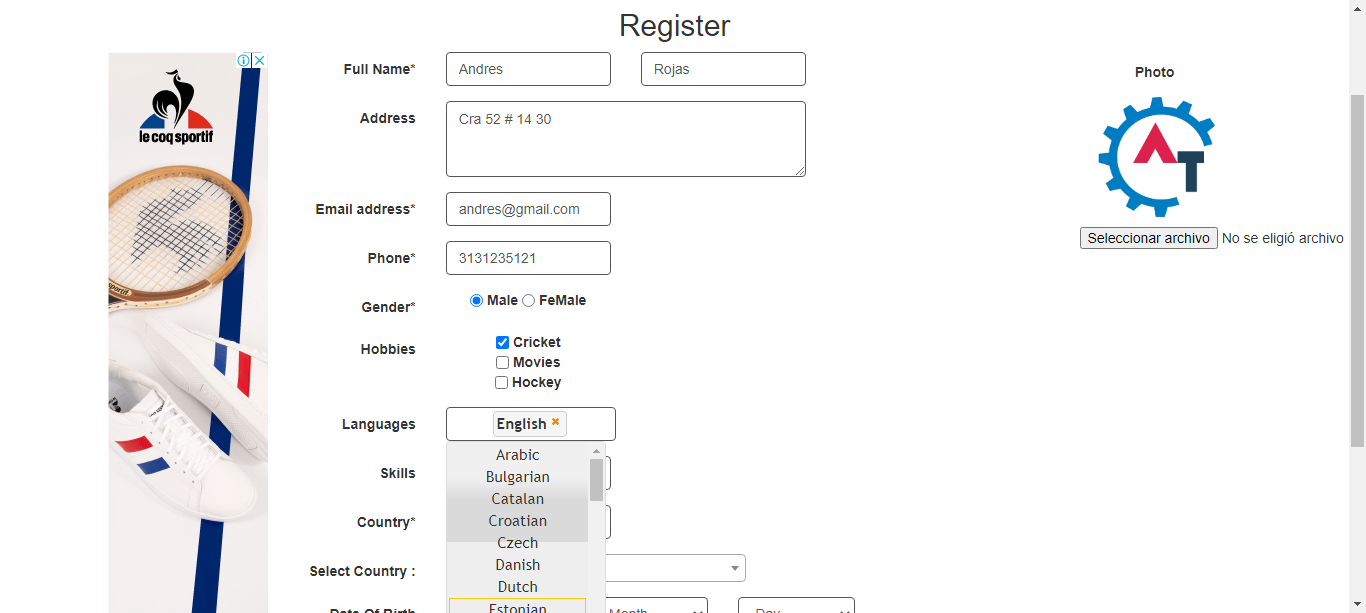 Register
le coq sportif
Full Name*
Andres
Rojas
Address
Cra 52 # 14 30
Email address*
andres@gmail.com
Phone*
3131235121
Gender*
Male
FeMale
Hobbies
Cricket
Movies
Hockey
Languages
English
Arabic
Bulgarian
Catalan
Croatian
Czech
Danish
Dutch
Estonian
Skills
Country*
Select Country :
Date Of Birth
Month
Day
Photo
AT
Seleccionar archivo No se eligió archivo